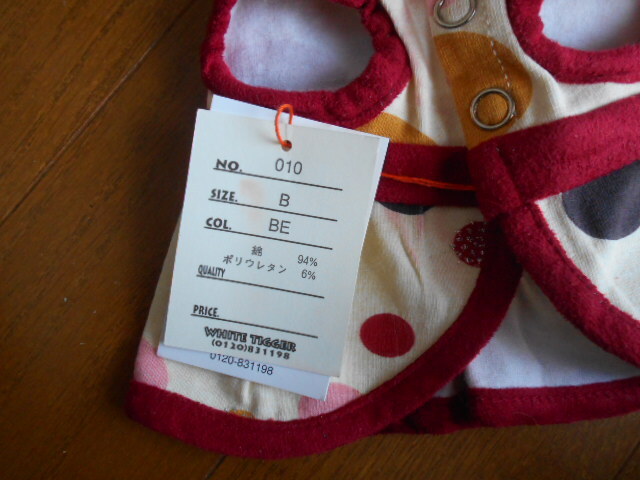 NO. 010
SIZE. B
COL. BE
綿 94%
ポリウレタン 6%
QUALITY
PRICE.
WHITE TIGGER
(0120)831198
0120-831198